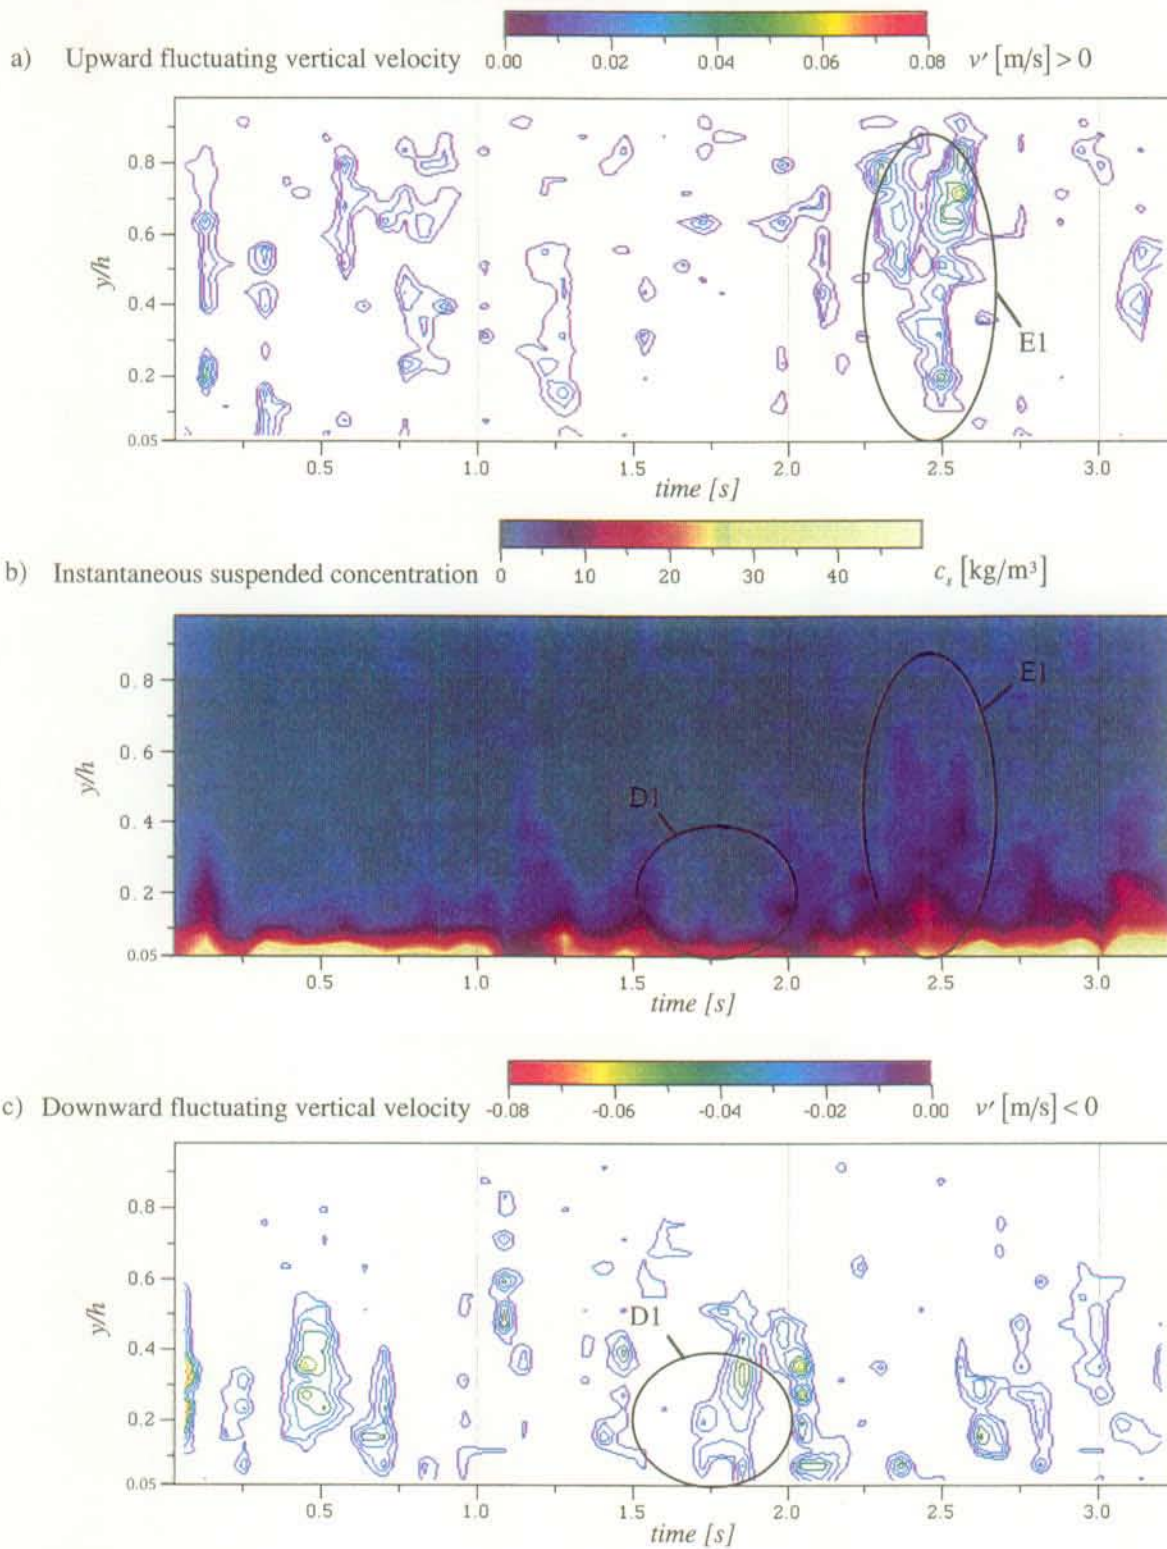 a) Upward fluctuating vertical velocity
0.00 0.02 0.04 0.06 0.08 v′ [m/s] > 0
y/h
0.8
0.6
0.4
0.2
0.05
E1
0.5 1.0 1.5 2.0 2.5 3.0
time [s]
b) Instantaneous suspended concentration
0 10 20 30 40 cₛ [kg/m³]
y/h
0.8
0.6
0.4
0.2
0.05
D1
E1
0.5 1.0 1.5 2.0 2.5 3.0
time [s]
c) Downward fluctuating vertical velocity
-0.08 -0.06 -0.04 -0.02 0.00 v′ [m/s] < 0
y/h
0.8
0.6
0.4
0.2
0.05
D1
0.5 1.0 1.5 2.0 2.5 3.0
time [s]